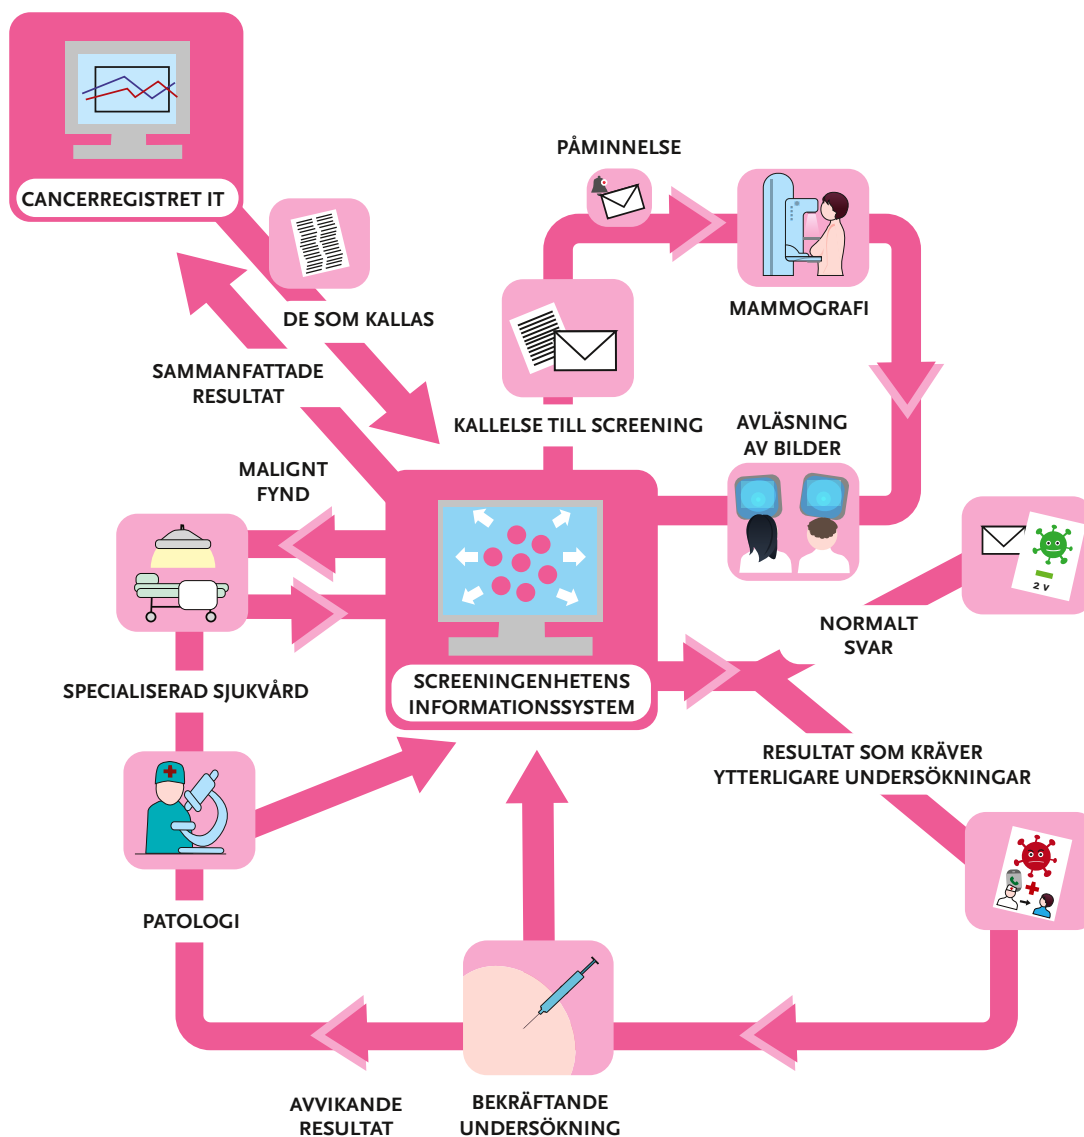 CANCERREGISTRET IT
PÅMINNELSE
MAMMOGRAFI
DE SOM KALLAS
SAMMANFATTADE
RESULTAT
KALLELSE TILL SCREENING
AVLÄSNING
AV BILDER
MALIGNT
FYND
2 V
NORMALT
SVAR
SPECIALISERAD SJUKVÅRD
SCREENINGENHETENS
INFORMATIONSSYSTEM
RESULTAT SOM KRÄVER
YTTERLIGARE UNDERSÖKNINGAR
PATOLOGI
AVVIKANDE
RESULTAT
BEKRÄFTANDE
UNDERSÖKNING